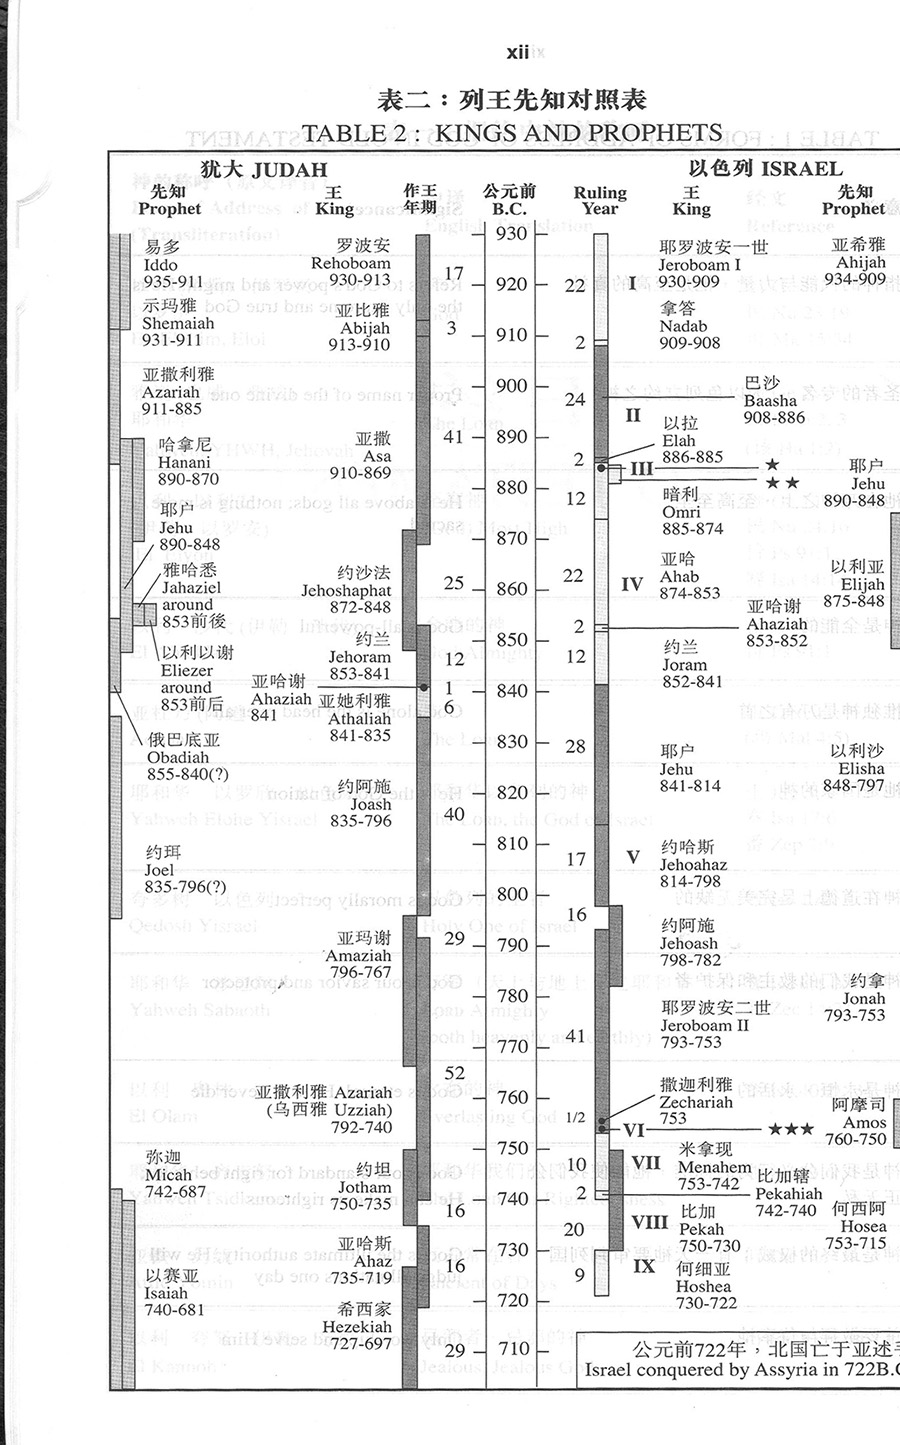 xii
表二：列王先知对照表
TABLE 2 : KINGS AND PROPHETS
犹大 JUDAH
以色列 ISRAEL
先知
Prophet
王
King
作王
年期
公元前
B.C.
Ruling
Year
王
King
先知
Prophet
易多
Iddo
935-911
示玛雅
Shemaiah
931-911
亚撒利雅
Azariah
911-885
哈拿尼
Hanani
890-870
耶户
Jehu
890-848
雅哈悉
Jahaziel
around
853前後
以利以谢
Eliezer
around
853前后
俄巴底亚
Obadiah
855-840(?)
约珥
Joel
835-796(?)
弥迦
Micah
742-687
以赛亚
Isaiah
740-681
罗波安
Rehoboam
930-913
亚比雅
Abijah
913-910
亚撒
Asa
910-869
约沙法
Jehoshaphat
872-848
约兰
Jehoram
853-841
亚哈谢
Ahaziah
841
亚她利雅
Athaliah
841-835
约阿施
Joash
835-796
亚玛谢
Amaziah
796-767
亚撒利雅 Azariah
(乌西雅 Uzziah)
792-740
约坦
Jotham
750-735
亚哈斯
Ahaz
735-719
希西家
Hezekiah
727-697
17
3
41
25
12
1
6
40
29
52
16
16
29
930
920
910
900
890
880
870
860
850
840
830
820
810
800
790
780
770
760
750
740
730
720
710
22
2
24
2
12
22
2
12
28
17
16
41
1/2
10
2
20
9
I
II
III
IV
V
VI
VII
VIII
IX
耶罗波安一世
Jeroboam I
930-909
拿答
Nadab
909-908
巴沙
Baasha
908-886
以拉
Elah
886-885
★
★★
暗利
Omri
885-874
亚哈
Ahab
874-853
亚哈谢
Ahaziah
853-852
约兰
Joram
852-841
耶户
Jehu
841-814
约哈斯
Jehoahaz
814-798
约阿施
Jehoash
798-782
耶罗波安二世
Jeroboam II
793-753
撒迦利雅
Zechariah
753
★★★
米拿现
Menahem
753-742
比加辖
Pekahiah
742-740
比加
Pekah
750-730
何细亚
Hoshea
730-722
亚希雅
Ahijah
934-909
耶户
Jehu
890-848
以利亚
Elijah
875-848
以利沙
Elisha
848-797
约拿
Jonah
793-753
阿摩司
Amos
760-750
何西阿
Hosea
753-715
公元前722年，北国亡于亚述
Israel conquered by Assyria in 722B.C